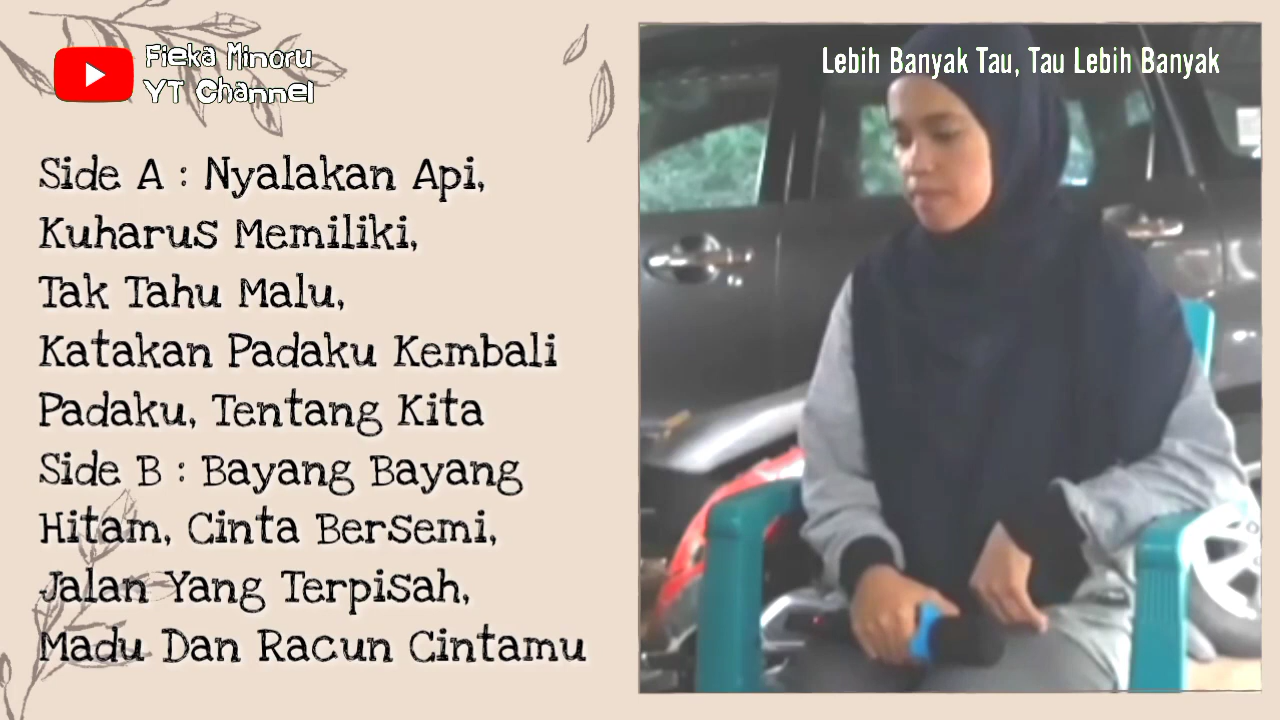 Fieka Minoru
YT Channel
Lebih Banyak Tau, Tau Lebih Banyak
Side A : Nyalakan Api,
Kuharus Memiliki,
Tak Tahu Malu,
Katakan Padaku Kembali
Padaku, Tentang Kita
Side B : Bayang Bayang
Hitam, Cinta Bersemi,
Jalan Yang Terpisah,
Madu Dan Racun Cintamu